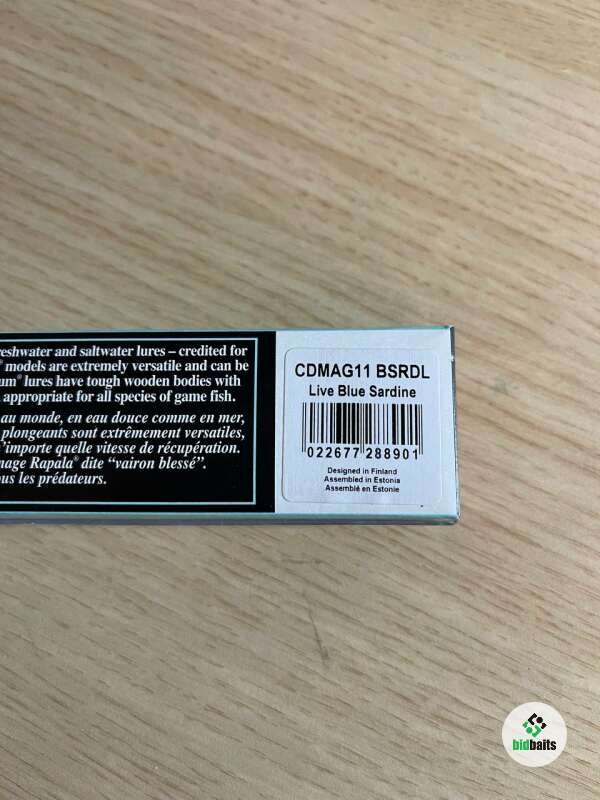 reshwater and saltwater lures – credited for
® models are extremely versatile and can be
um® lures have tough wooden bodies with
appropriate for all species of game fish.
au monde, en eau douce comme en mer,
plongeants sont extrêmement versatiles,
'importe quelle vitesse de récupération.
nage Rapala® dite “vairon blessé”.
ous les prédateurs.
CDMAG11 BSRDL
Live Blue Sardine
022677 288901
Designed in Finland
Assembled in Estonia
Assemblé en Estonie
bidbaits